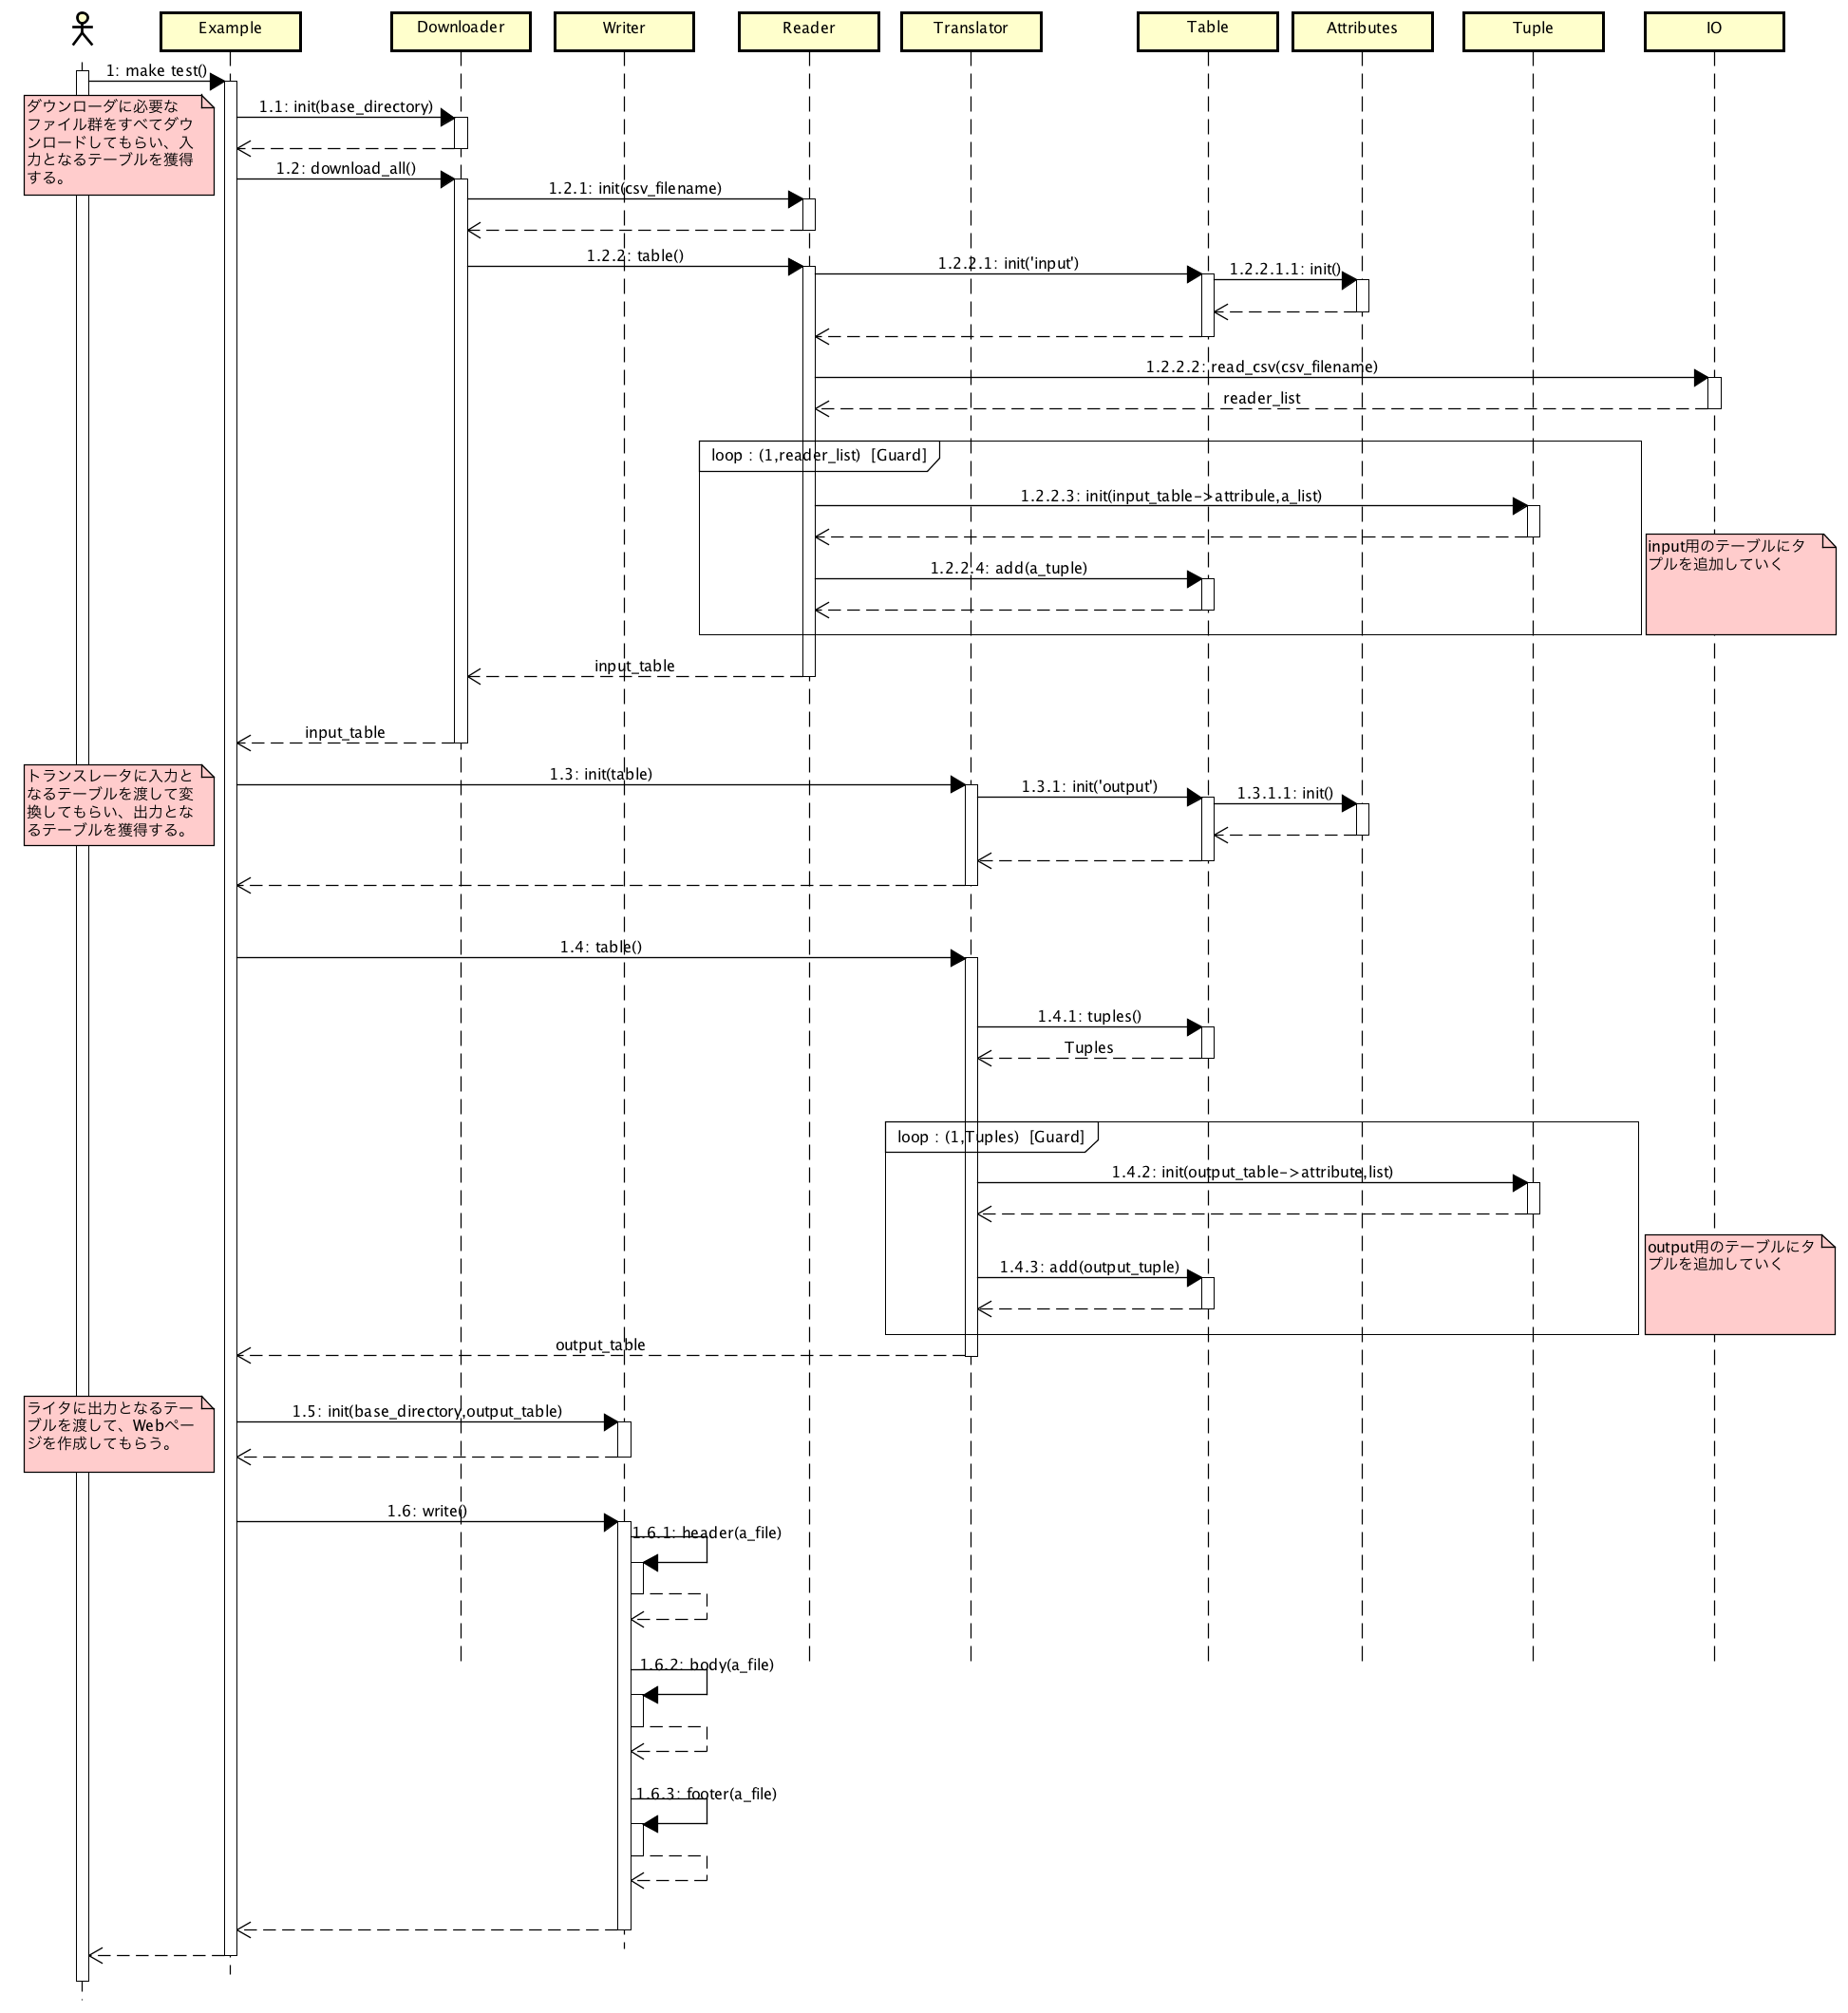 Example
Downloader
Writer
Reader
Translator
Table
Attributes
Tuple
IO
1: make test()
ダウンローダに必要な
ファイル群をすべてダウ
ンロードしてもらい、入
力となるテーブルを獲得
する。
1.1: init(base_directory)
1.2: download_all()
1.2.1: init(csv_filename)
1.2.2: table()
1.2.2.1: init('input')
1.2.2.1.1: init()
1.2.2.2: read_csv(csv_filename)
reader_list
loop : (1,reader_list) [Guard]
1.2.2.3: init(input_table->attribule,a_list)
input用のテーブルにタ
プルを追加していく
1.2.2.4: add(a_tuple)
input_table
input_table
トランスレータに入力と
なるテーブルを渡して変
換してもらい、出力とな
るテーブルを獲得する。
1.3: init(table)
1.3.1: init('output')
1.3.1.1: init()
1.4: table()
1.4.1: tuples()
Tuples
loop : (1,Tuples) [Guard]
1.4.2: init(output_table->attribute,list)
output用のテーブルにタ
プルを追加していく
1.4.3: add(output_tuple)
output_table
ライタに出力となるテー
ブルを渡して、Webペー
ジを作成してもらう。
1.5: init(base_directory,output_table)
1.6: write()
1.6.1: header(a_file)
1.6.2: body(a_file)
1.6.3: footer(a_file)